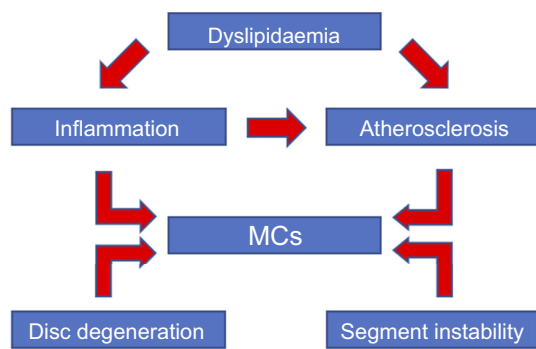 Dyslipidaemia
Inflammation
Atherosclerosis
MCs
Disc degeneration
Segment instability